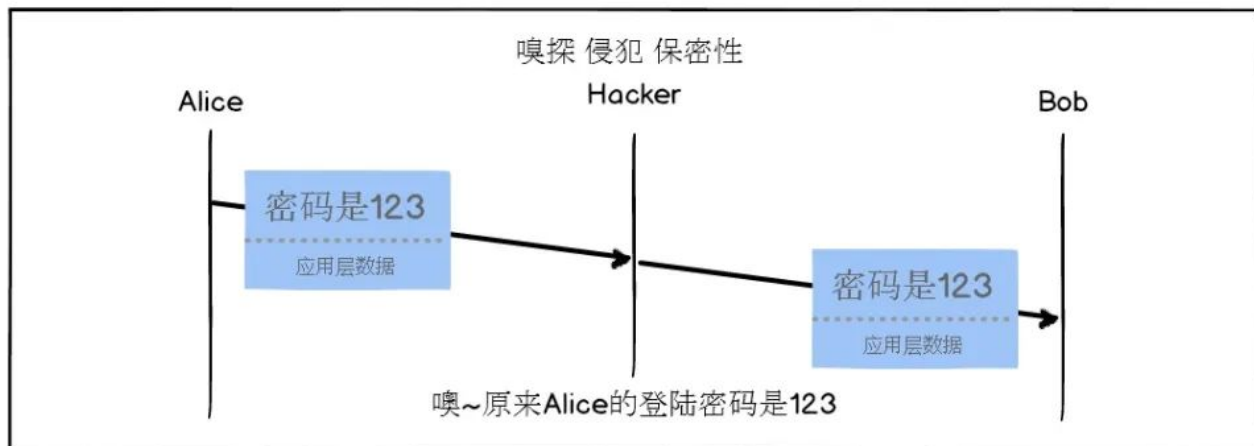 嗅探 侵犯 保密性
Alice
Hacker
Bob
密码是123
应用层数据
密码是123
应用层数据
噢~原来Alice的登陆密码是123